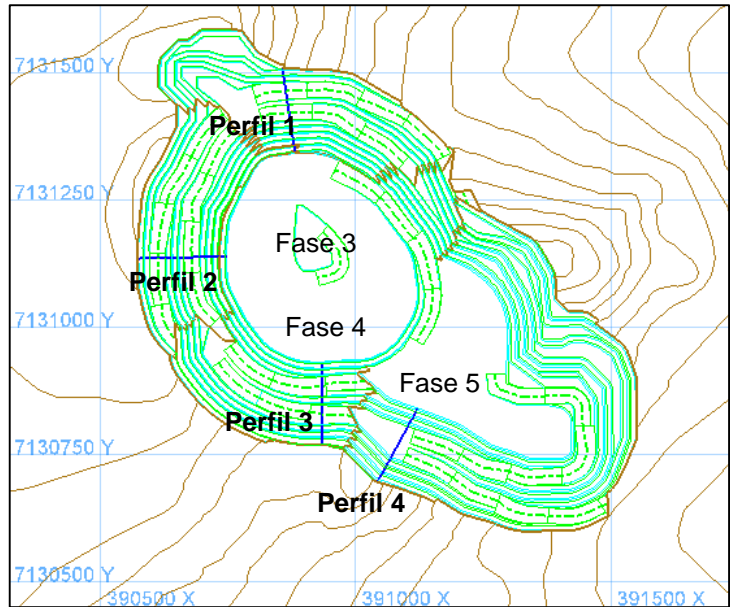 7131500 Y
Perfil 1
7131250 Y
Fase 3
Perfil 2
7131000 Y
Fase 4
Fase 5
Perfil 3
7130750 Y
Perfil 4
7130500 Y
390500 X
391000 X
391500 X